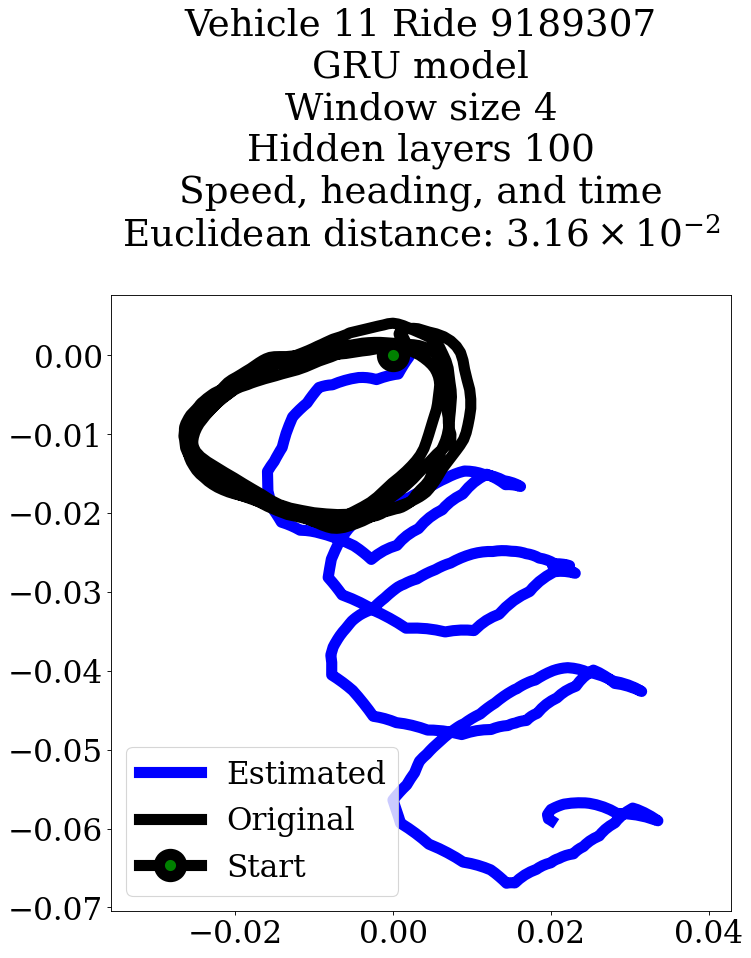 Vehicle 11 Ride 9189307
GRU model
Window size 4
Hidden layers 100
Speed, heading, and time
Euclidean distance: 3.16 × 10⁻²
0.00
−0.01
−0.02
−0.03
−0.04
−0.05
−0.06
−0.07
Estimated
Original
Start
−0.02 0.00 0.02 0.04